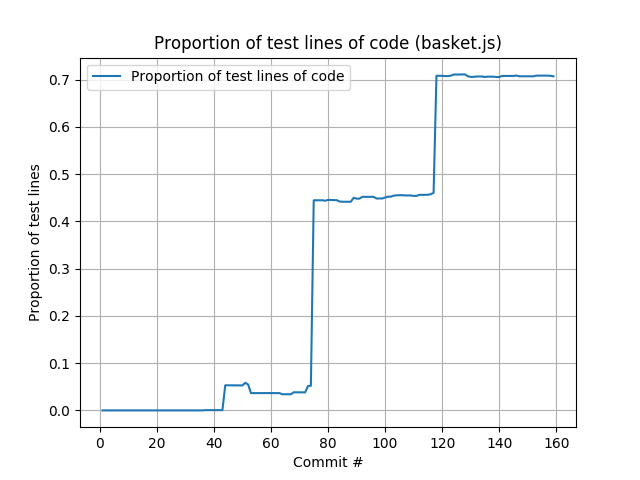 Proportion of test lines of code (basket.js)
Proportion of test lines of code
0.7
0.6
0.5
0.4
0.3
0.2
0.1
0.0
Proportion of test lines
0 20 40 60 80 100 120 140 160
Commit #